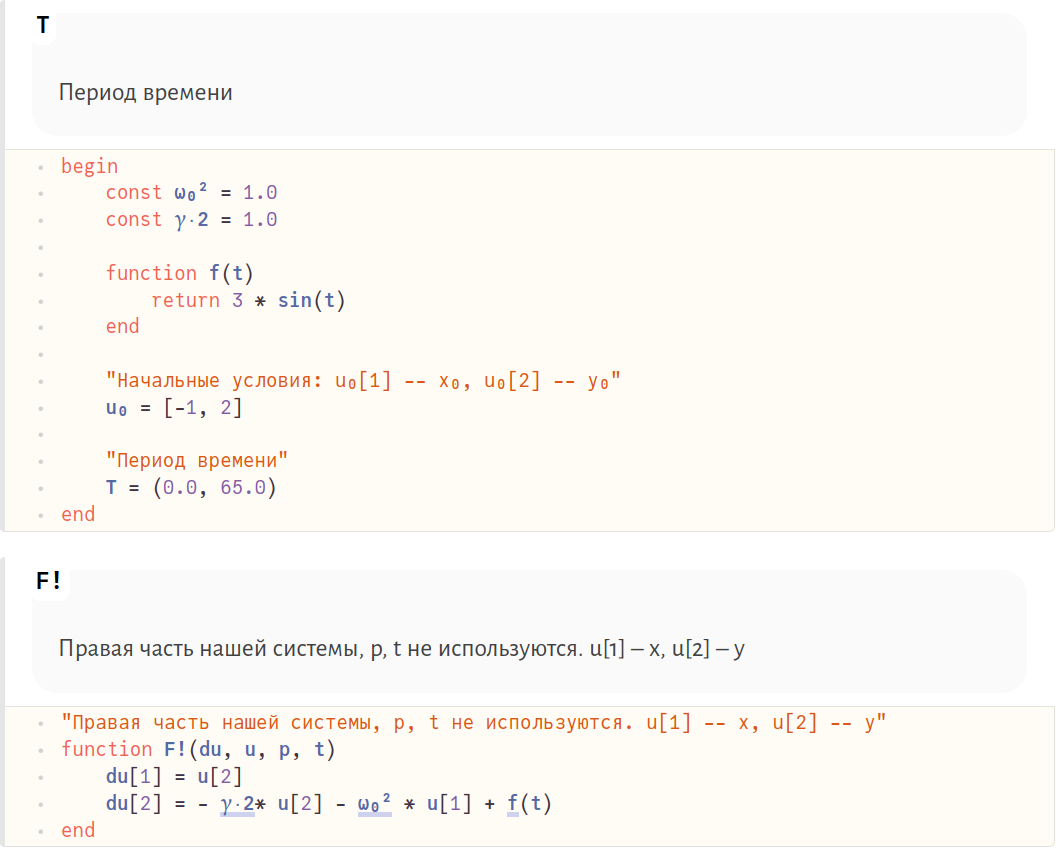 T
Период времени
begin
    const ω₀² = 1.0
    const γ·2 = 1.0
    function f(t)
        return 3 * sin(t)
    end
    "Начальные условия: u₀[1] -- x₀, u₀[2] -- y₀"
    u₀ = [-1, 2]
    "Период времени"
    T = (0.0, 65.0)
end
F!
Правая часть нашей системы, p, t не используются. u[1] – x, u[2] – y
"Правая часть нашей системы, p, t не используются. u[1] -- x, u[2] -- y"
function F!(du, u, p, t)
    du[1] = u[2]
    du[2] = - γ·2* u[2] - ω₀² * u[1] + f(t)
end